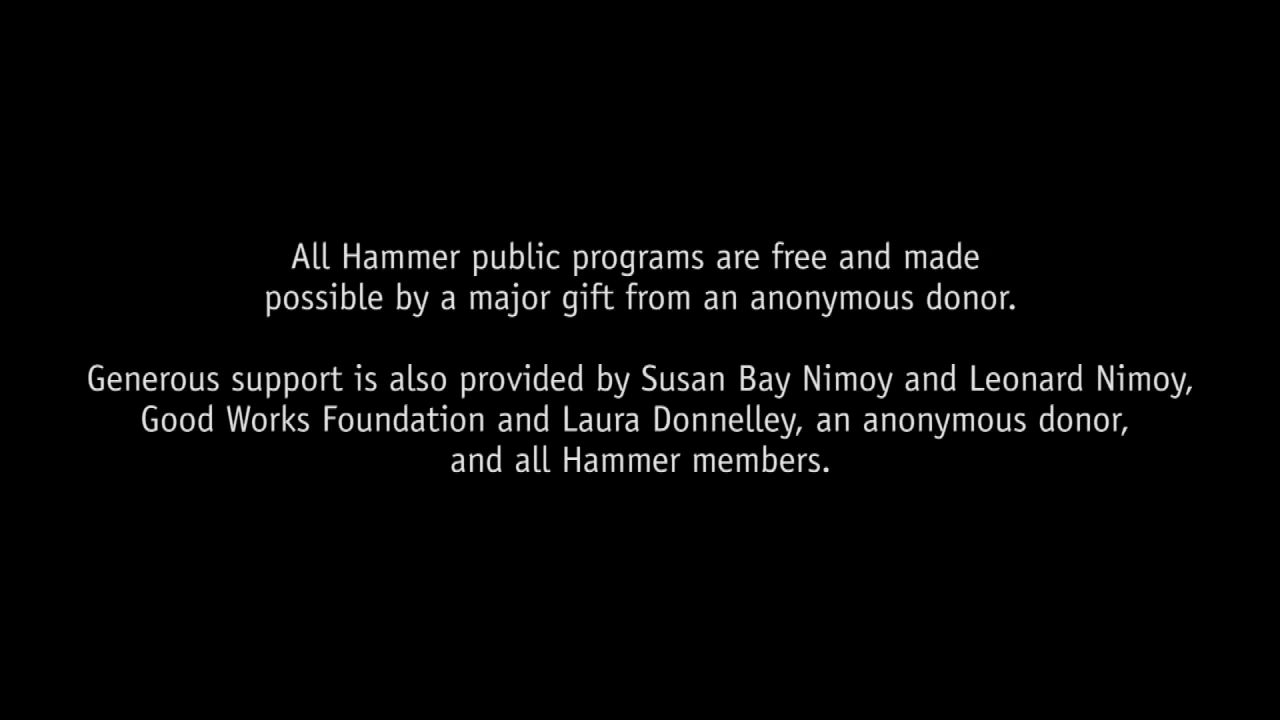 All Hammer public programs are free and made
possible by a major gift from an anonymous donor.
Generous support is also provided by Susan Bay Nimoy and Leonard Nimoy,
Good Works Foundation and Laura Donnelley, an anonymous donor,
and all Hammer members.